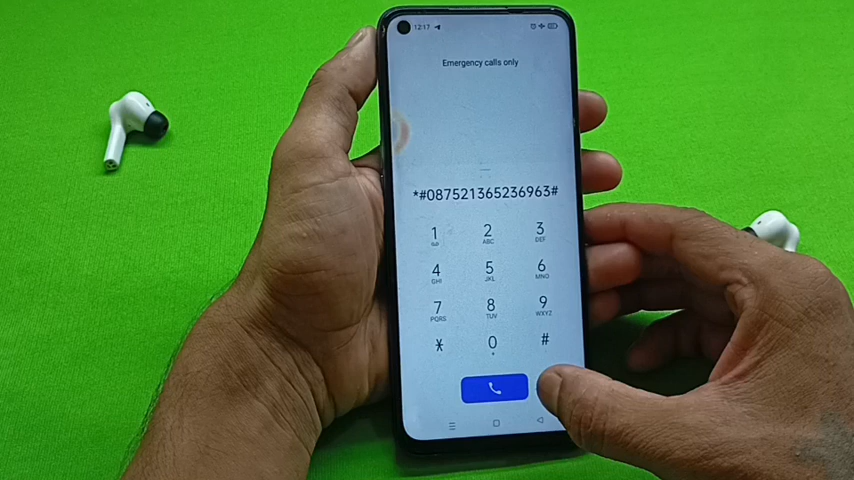 12:17
Emergency calls only
*#087521365236963#
1 2 3
ABC DEF
4 5 6
GHI JKL MNO
7 8 9
PQRS TUV WXYZ
* 0 #
+